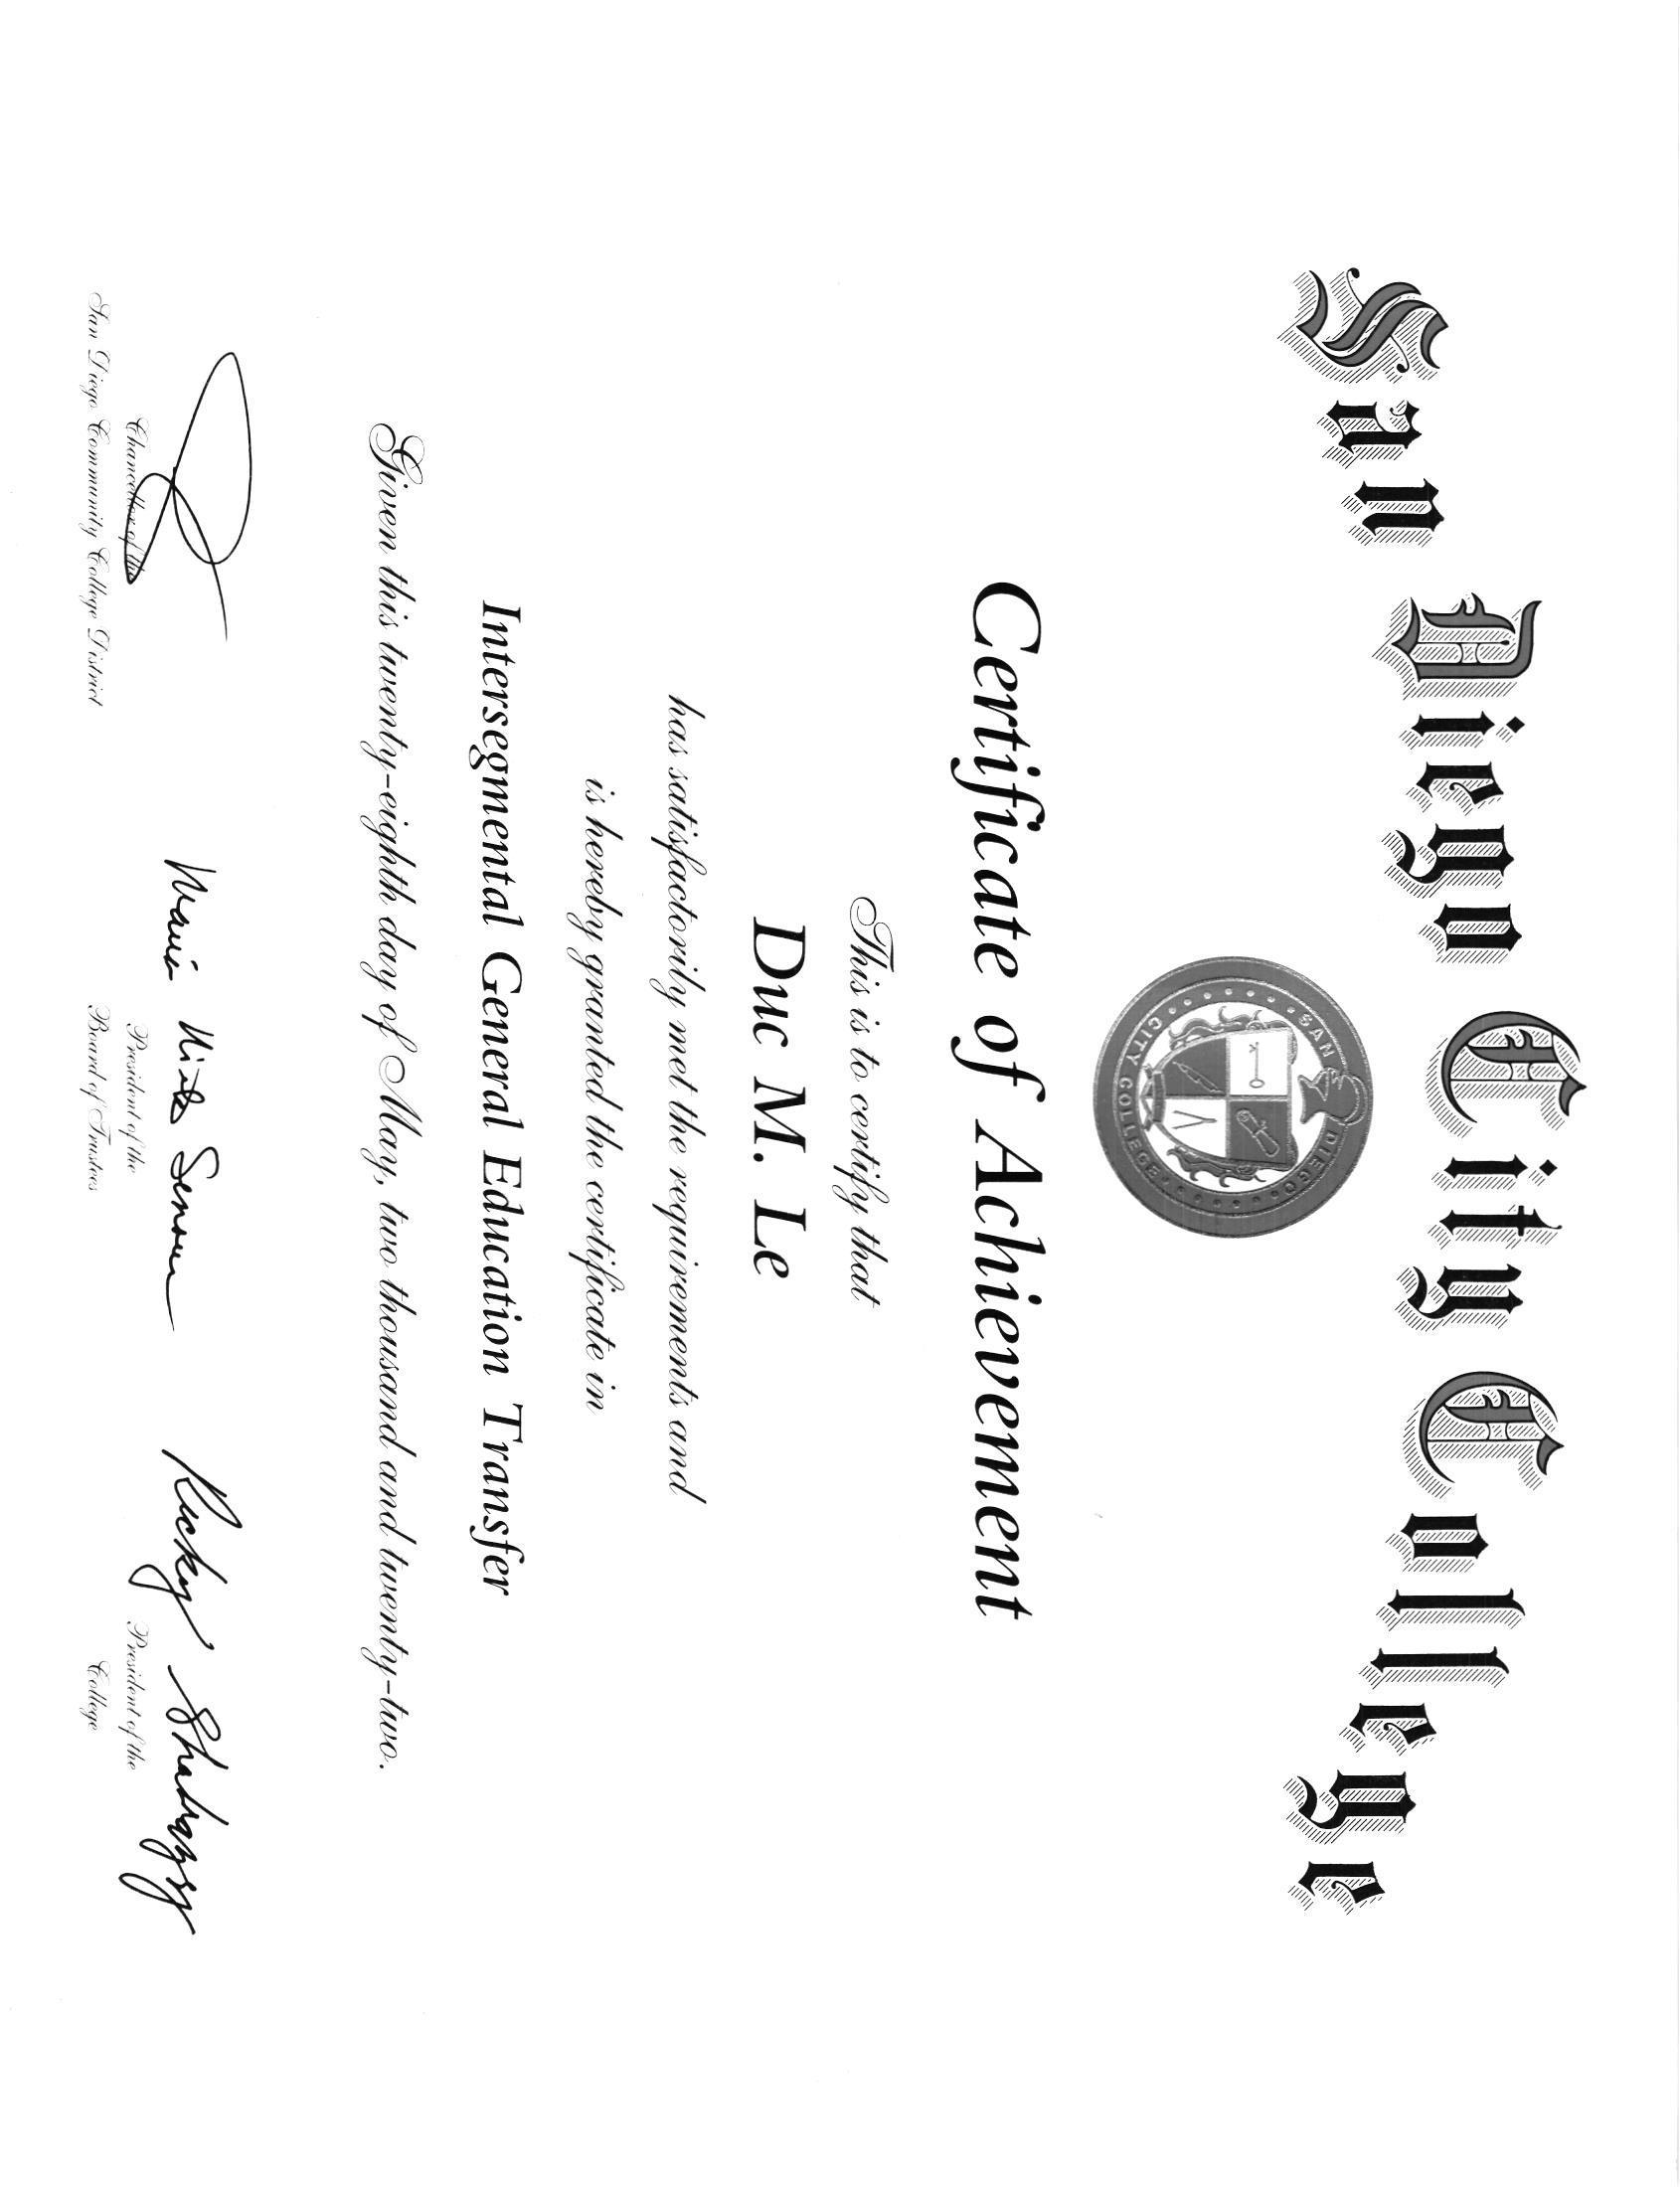 San Diego City College
SAN DIEGO
CITY COLLEGE
Certificate of Achievement
This is to certify that
Duc M. Le
has satisfactorily met the requirements and
is hereby granted the certificate in
Intersegmental General Education Transfer
Given this twenty-eighth day of May, two thousand and twenty-two.
Ricky Shabazz
Chancellor of the
San Diego Community College District
President of the
Board of Trustees
President of the
College